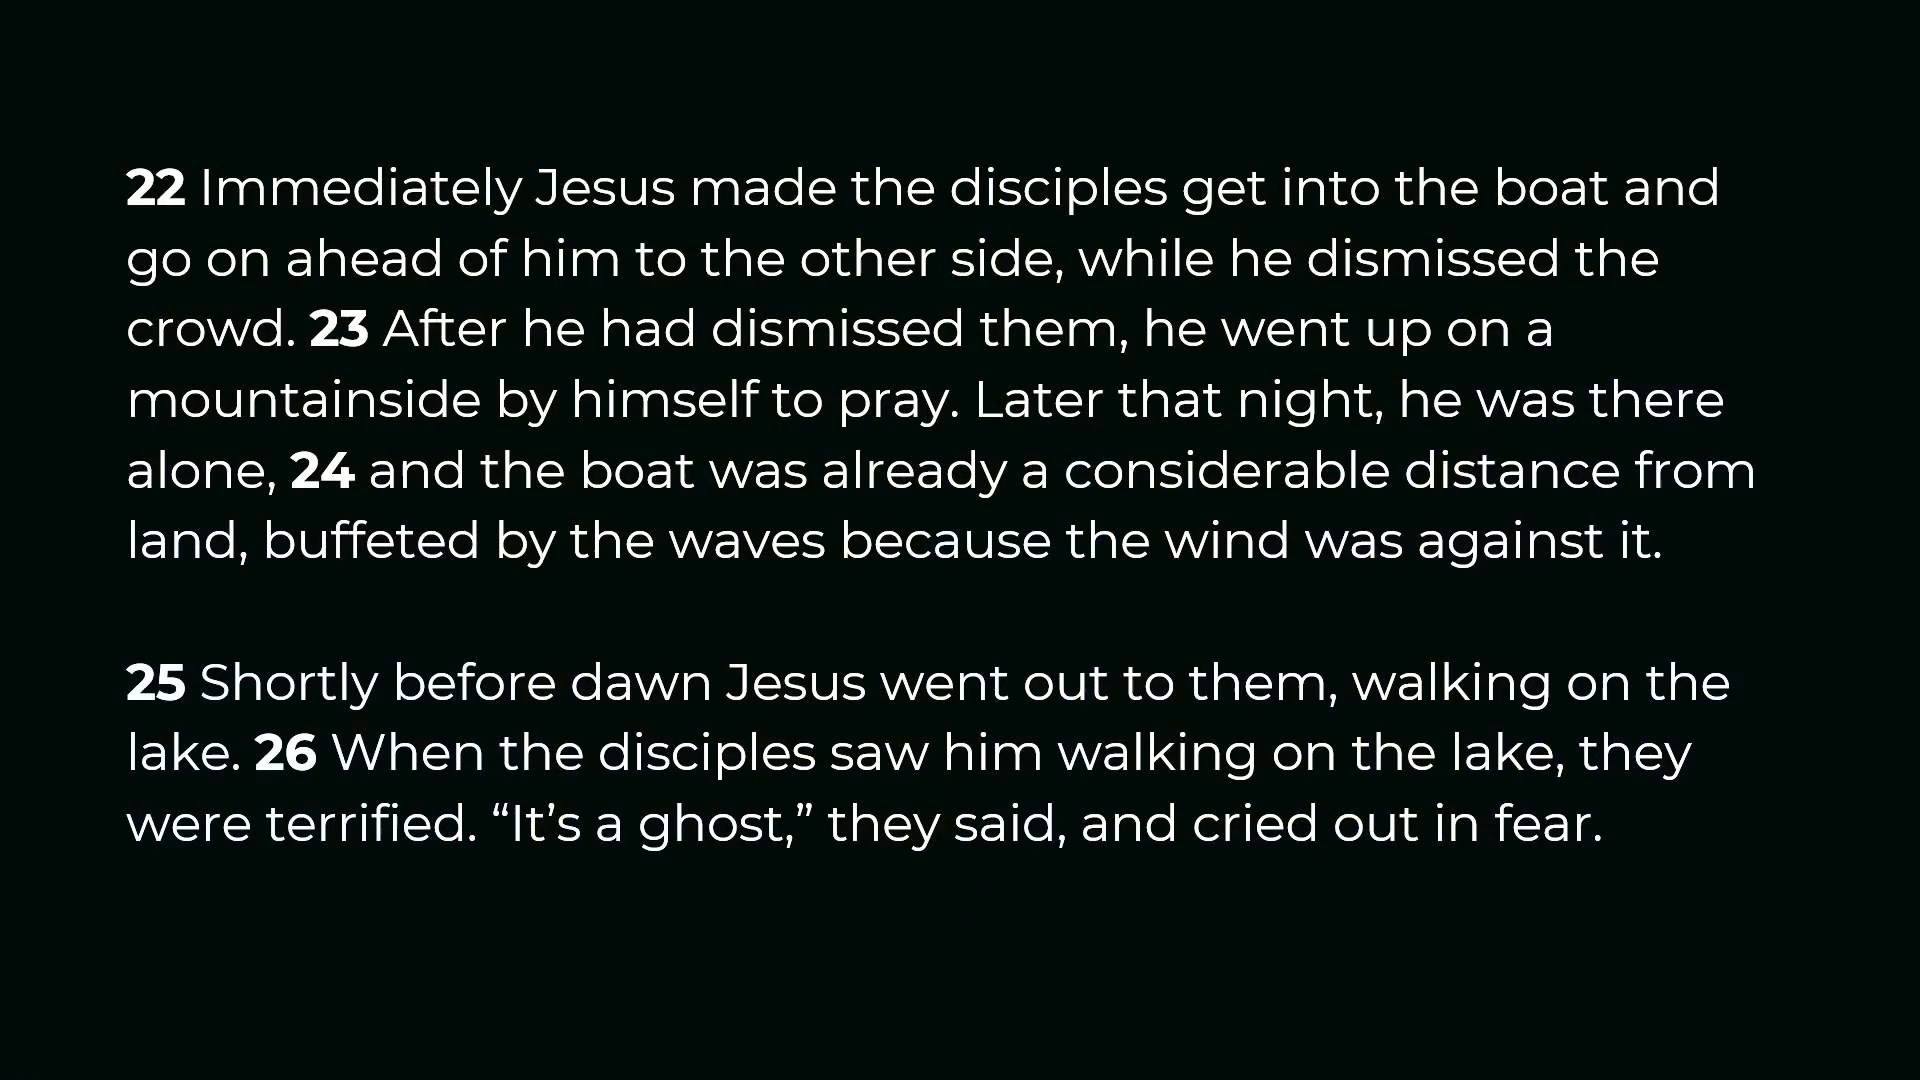 22 Immediately Jesus made the disciples get into the boat and
go on ahead of him to the other side, while he dismissed the
crowd. 23 After he had dismissed them, he went up on a
mountainside by himself to pray. Later that night, he was there
alone, 24 and the boat was already a considerable distance from
land, buffeted by the waves because the wind was against it.
25 Shortly before dawn Jesus went out to them, walking on the
lake. 26 When the disciples saw him walking on the lake, they
were terrified. “It’s a ghost,” they said, and cried out in fear.